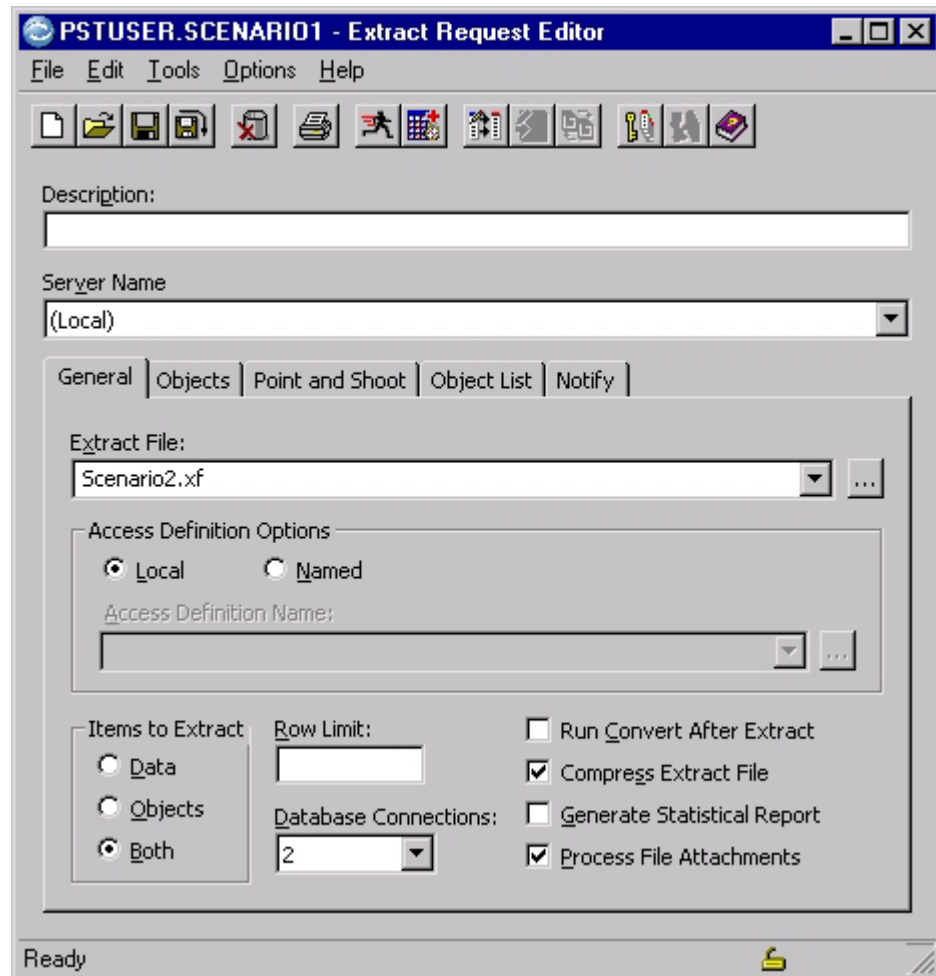 PSTUSER.SCENARIO1 - Extract Request Editor
File Edit Tools Options Help
Description:
Server Name
(Local)
General Objects Point and Shoot Object List Notify
Extract File:
Scenario2.xf
...
Access Definition Options
Local Named
Access Definition Name:
...
Items to Extract
Data
Objects
Both
Row Limit:
Database Connections:
2
Run Convert After Extract
Compress Extract File
Generate Statistical Report
Process File Attachments
Ready